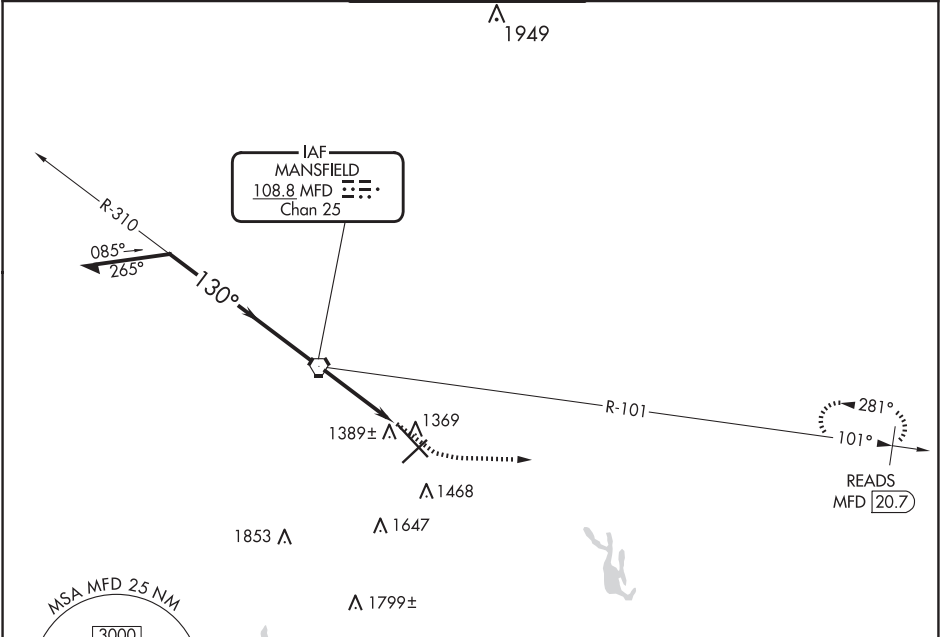 1949
IAF
MANSFIELD
108.8 MFD
Chan 25
R-310
085°
265°
130°
R-101
281°
101°
1369
1389±
READS
MFD 20.7
1468
1647
1853
1799±
MSA MFD 25 NM
3000